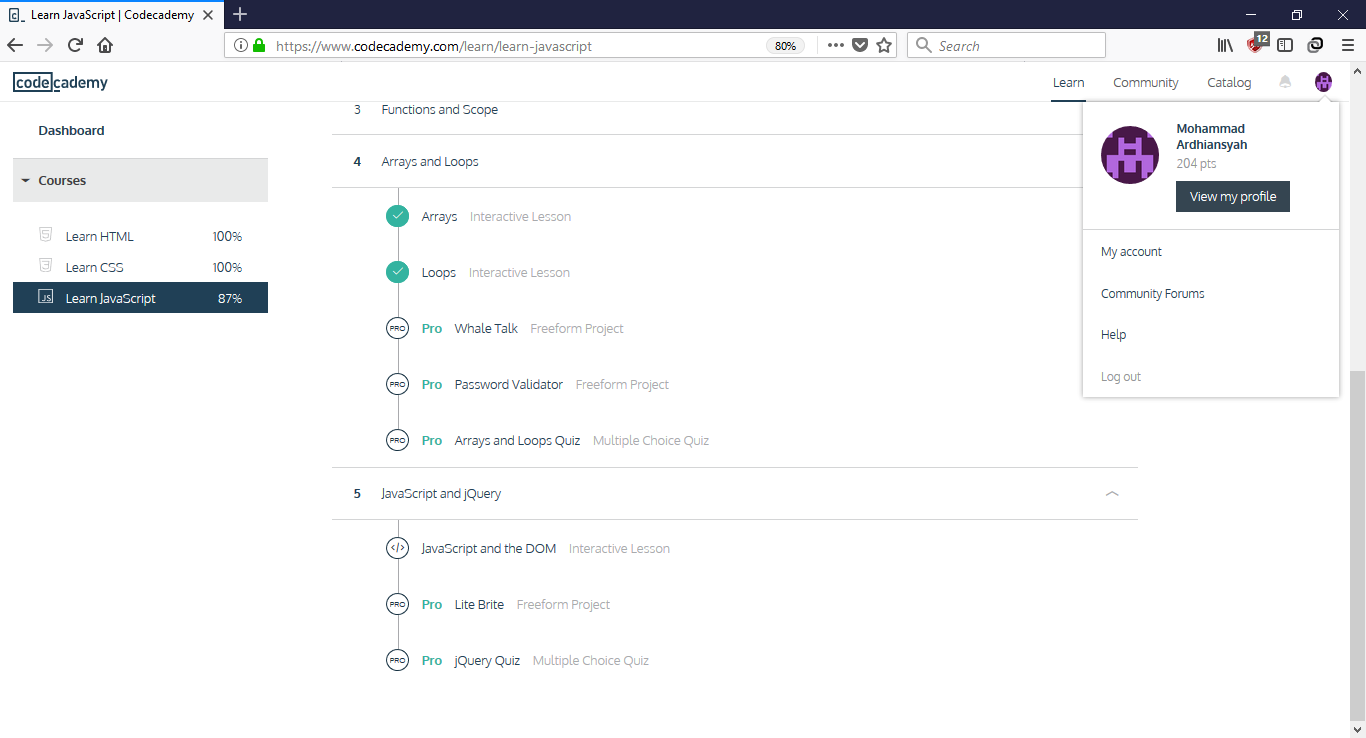 Learn JavaScript | Codecademy
https://www.codecademy.com/learn/learn-javascript
80%
Search
12
codecademy
Learn
Community
Catalog
Dashboard
Courses
Learn HTML 100%
Learn CSS 100%
JS Learn JavaScript 87%
3 Functions and Scope
4 Arrays and Loops
Arrays Interactive Lesson
Loops Interactive Lesson
PRO Pro Whale Talk Freeform Project
PRO Pro Password Validator Freeform Project
PRO Pro Arrays and Loops Quiz Multiple Choice Quiz
5 JavaScript and jQuery
</> JavaScript and the DOM Interactive Lesson
PRO Pro Lite Brite Freeform Project
PRO Pro jQuery Quiz Multiple Choice Quiz
Mohammad
Ardhiansyah
204 pts
View my profile
My account
Community Forums
Help
Log out